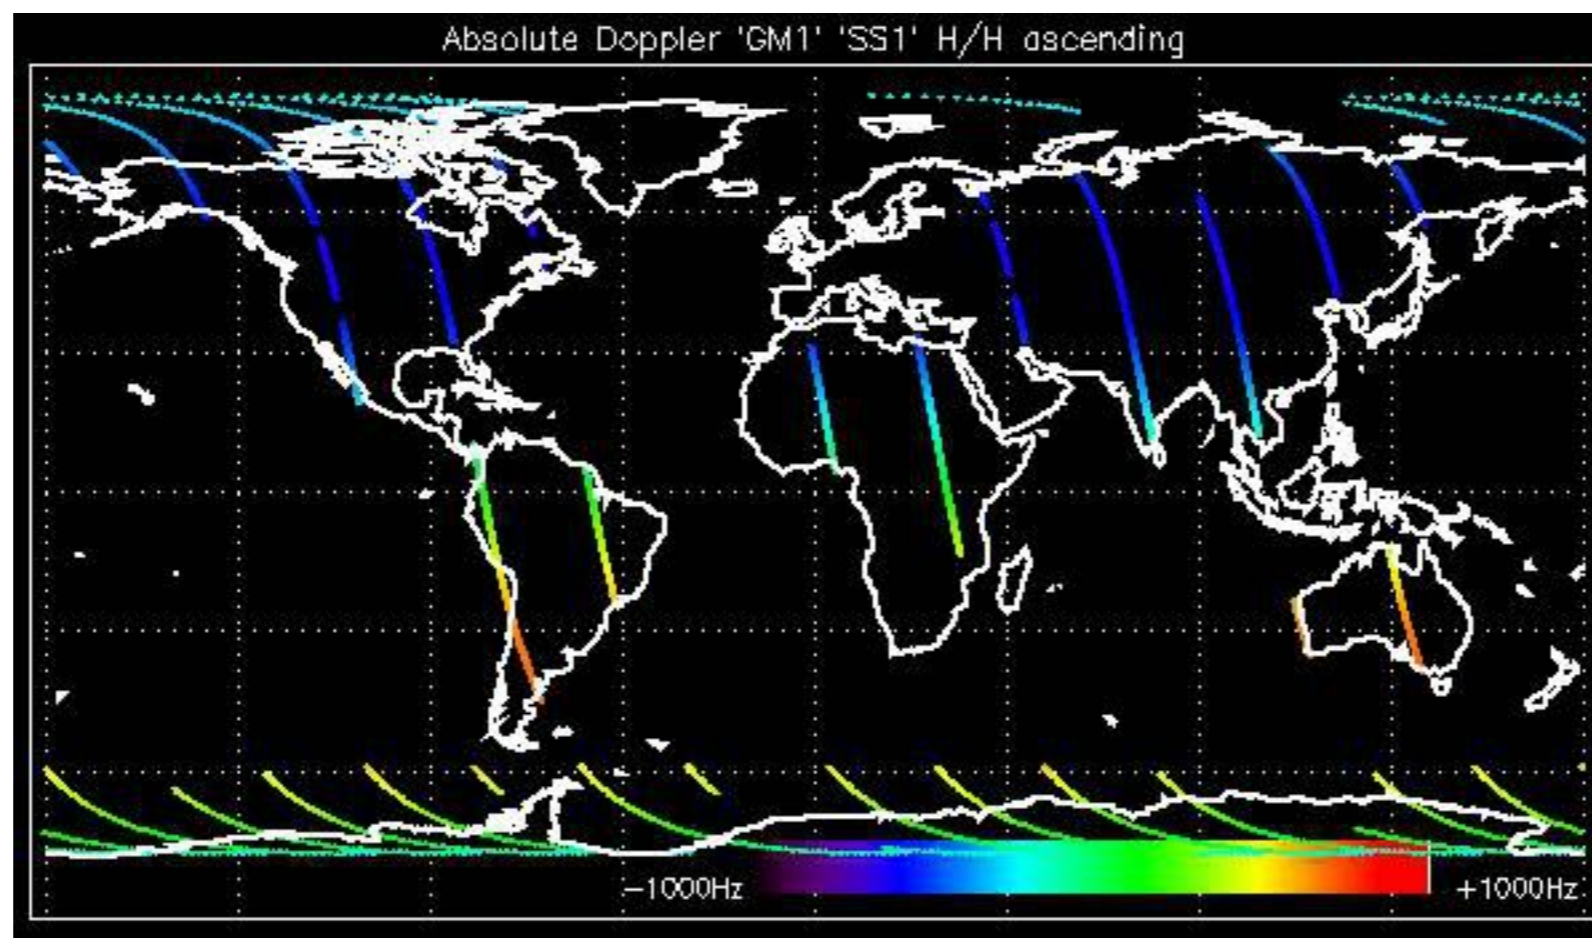 Absolute Doppler 'GM1' 'SS1' H/H ascending
−1000Hz
+1000Hz